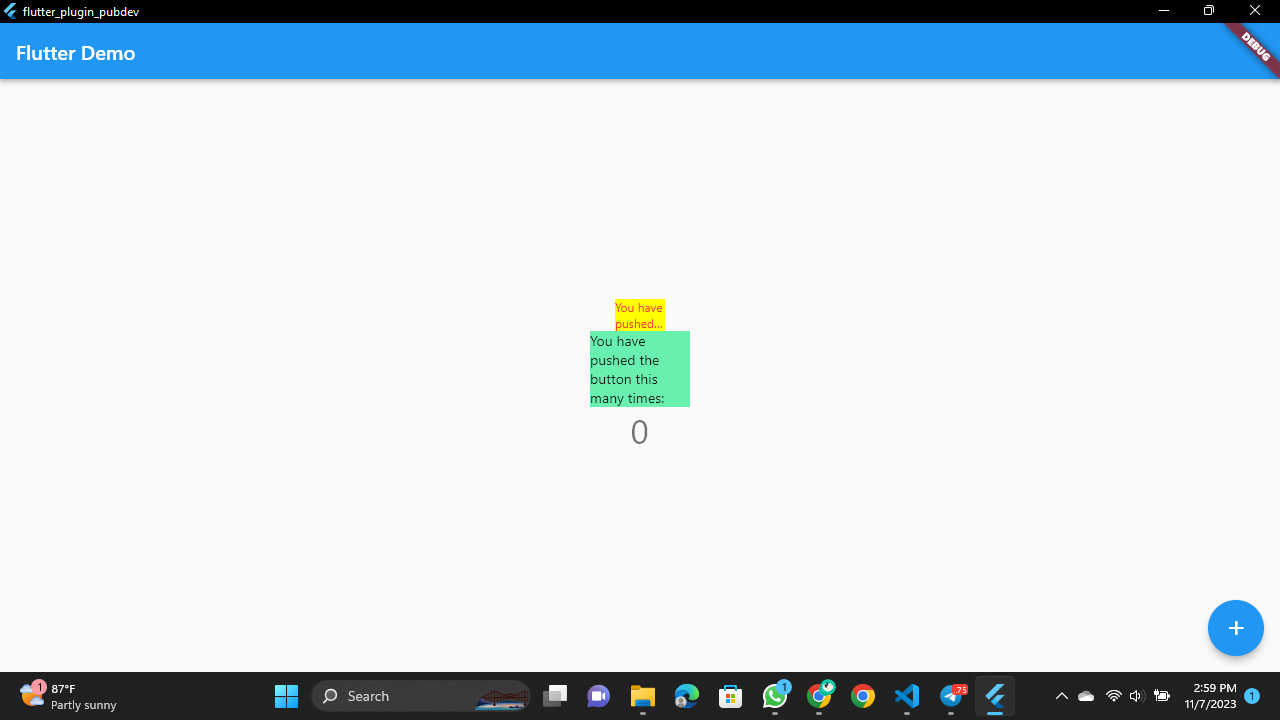 flutter_plugin_pubdev
Flutter Demo
DEBUG
You have
pushed...
You have
pushed the
button this
many times:
0
1
87°F
Partly sunny
Search
1
..75
2:59 PM
11/7/2023
1